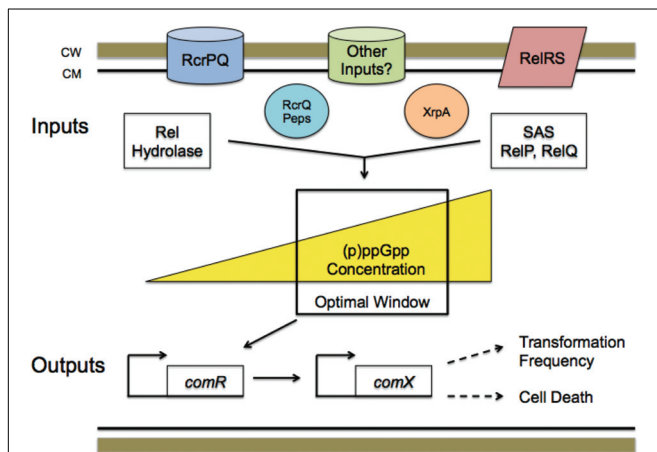 CW
CM
RcrPQ
Other
Inputs?
RelRS
Inputs
RcrQ
Peps
XrpA
Rel
Hydrolase
SAS
RelP, RelQ
(p)ppGpp
Concentration
Optimal Window
Outputs
comR
comX
Transformation
Frequency
Cell Death